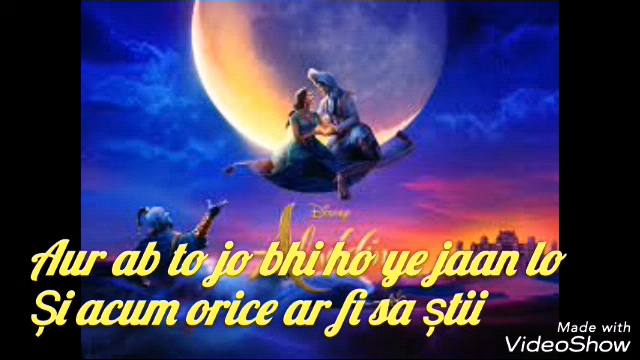 Disney
Aladdin
Aur ab to jo bhi ho ye jaan lo
Și acum orice ar fi sa știi
Made with
VideoShow